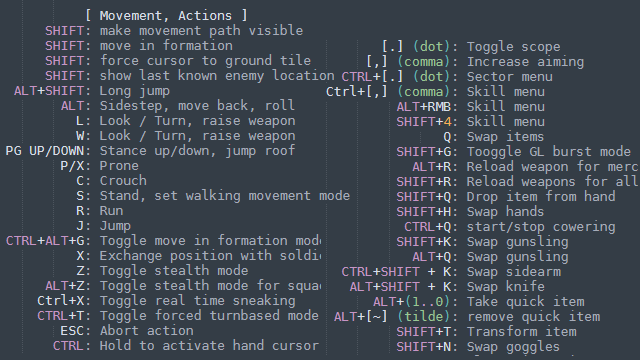 [ Movement, Actions ]
SHIFT: make movement path visible
SHIFT: move in formation
SHIFT: force cursor to ground tile
SHIFT: show last known enemy location
ALT+SHIFT: Long jump
ALT: Sidestep, move back, roll
L: Look / Turn, raise weapon
W: Look / Turn, raise weapon
PG UP/DOWN: Stance up/down, jump roof
P/X: Prone
C: Crouch
S: Stand, set walking movement mode
R: Run
J: Jump
CTRL+ALT+G: Toggle move in formation mod
X: Exchange position with soldi
Z: Toggle stealth mode
ALT+Z: Toggle stealth mode for squa
Ctrl+X: Toggle real time sneaking
CTRL+T: Toggle forced turnbased mode
ESC: Abort action
CTRL: Hold to activate hand cursor
[.] (dot): Toggle scope
[,] (comma): Increase aiming
CTRL+[.] (dot): Sector menu
Ctrl+[,] (comma): Skill menu
ALT+RMB: Skill menu
SHIFT+4: Skill menu
Q: Swap items
SHIFT+G: Tooggle GL burst mode
ALT+R: Reload weapon for merc
SHIFT+R: Reload weapons for all
SHIFT+Q: Drop item from hand
SHIFT+H: Swap hands
CTRL+Q: start/stop cowering
SHIFT+K: Swap gunsling
ALT+Q: Swap gunsling
CTRL+SHIFT + K: Swap sidearm
ALT+SHIFT + K: Swap knife
ALT+(1..0): Take quick item
ALT+[~] (tilde): remove quick item
SHIFT+T: Transform item
SHIFT+N: Swap goggles